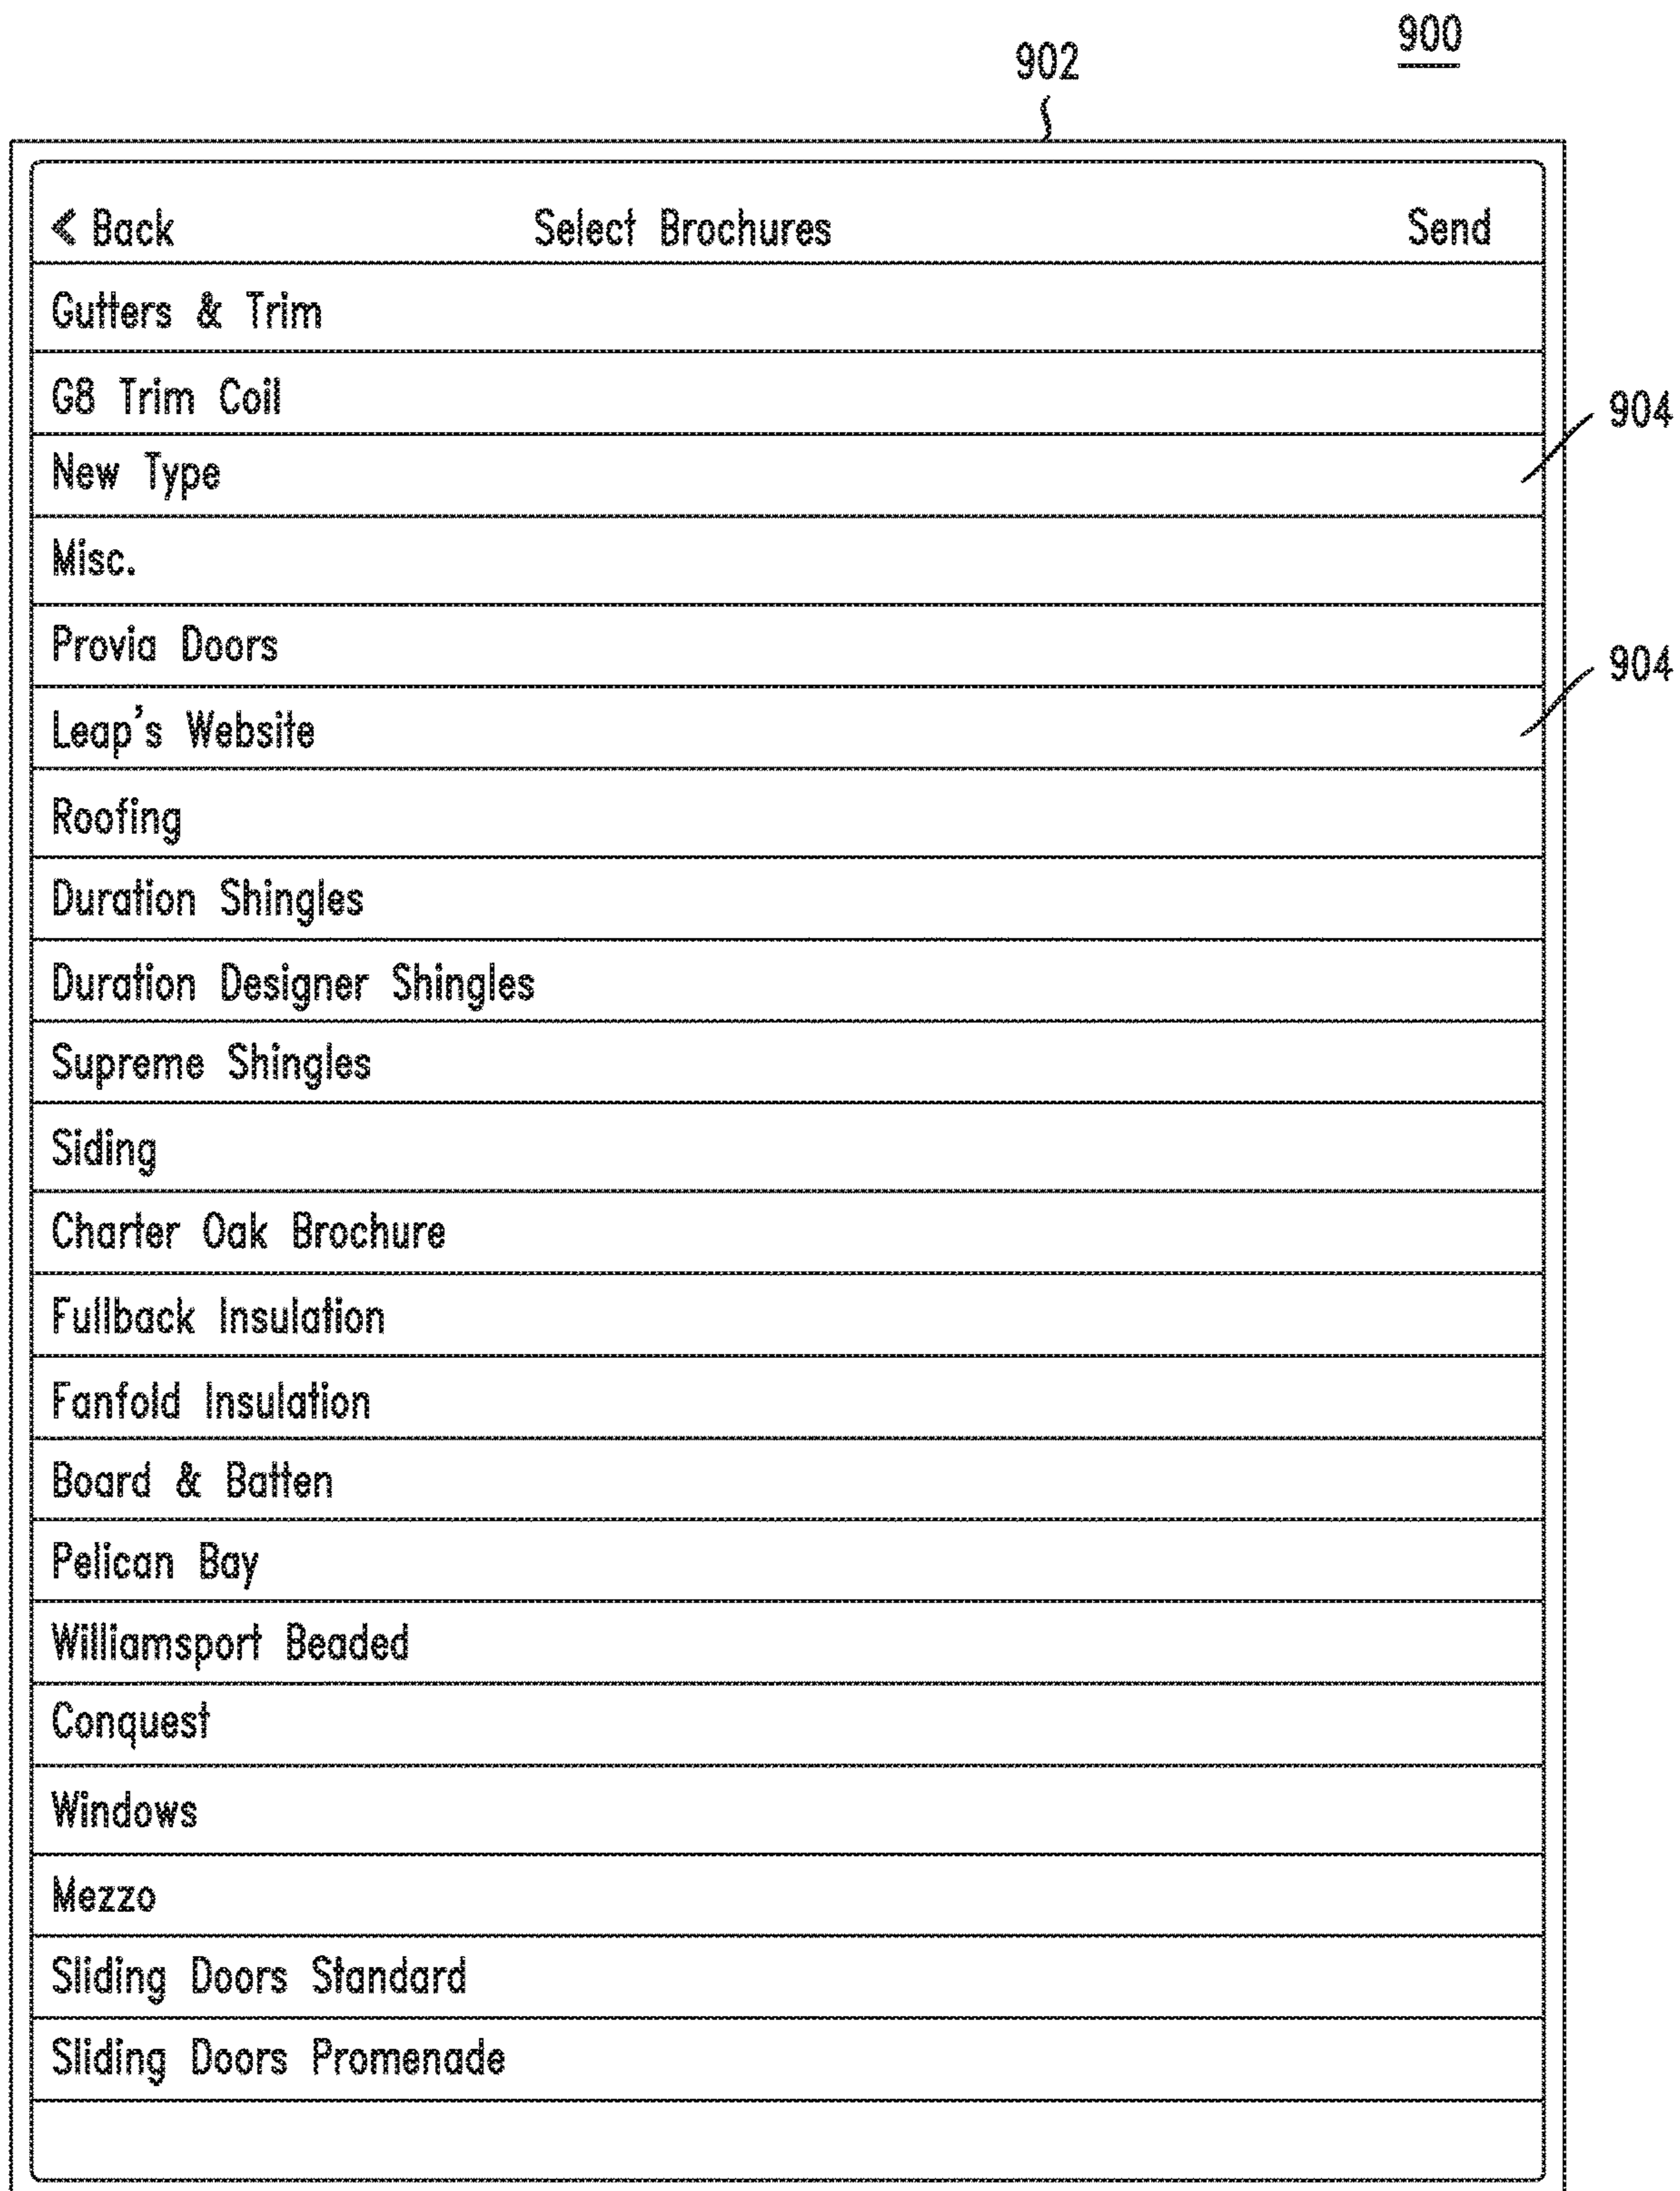 900
902
< Back Select Brochures Send
Gutters & Trim
G8 Trim Coil
904
New Type
Misc.
Provia Doors
904
Leap's Website
Roofing
Duration Shingles
Duration Designer Shingles
Supreme Shingles
Siding
Charter Oak Brochure
Fullback Insulation
Fanfold Insulation
Board & Batten
Pelican Bay
Williamsport Beaded
Conquest
Windows
Mezzo
Sliding Doors Standard
Sliding Doors Promenade